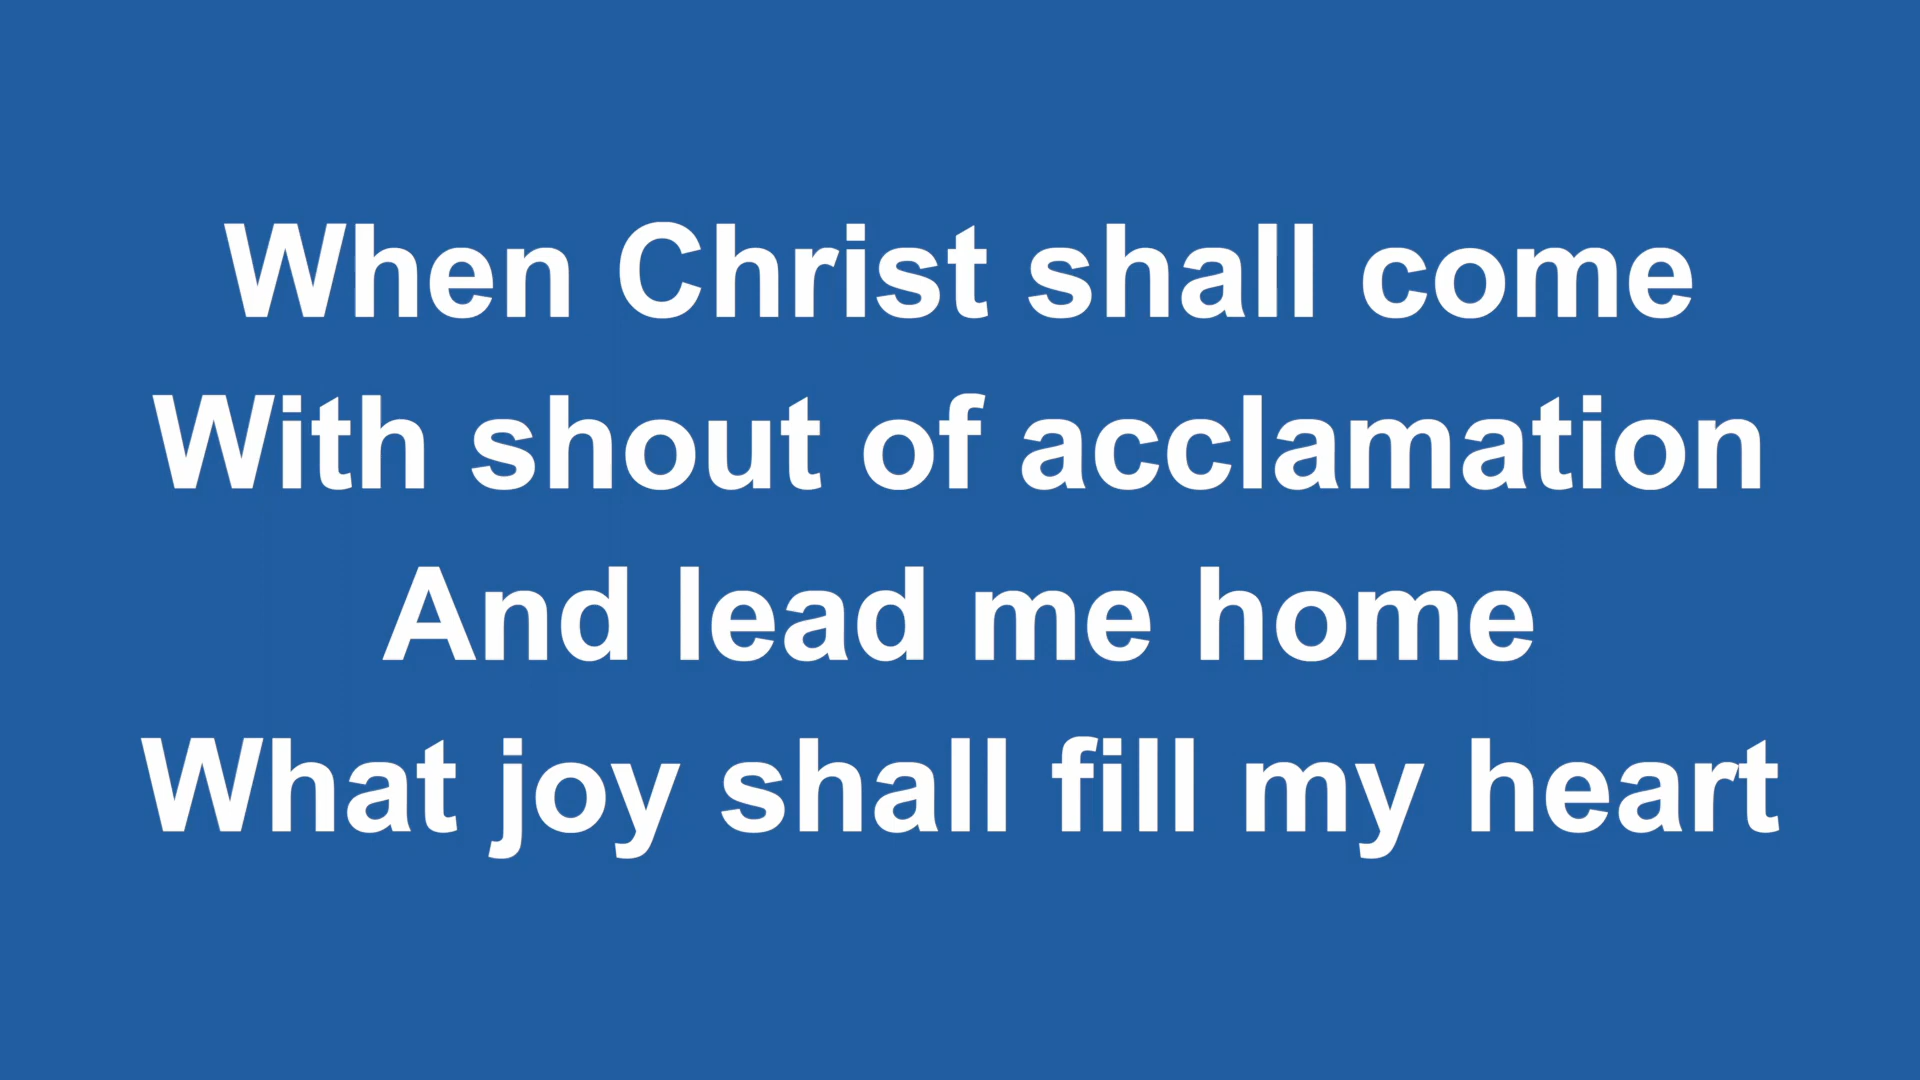 When Christ shall come
With shout of acclamation
And lead me home
What joy shall fill my heart